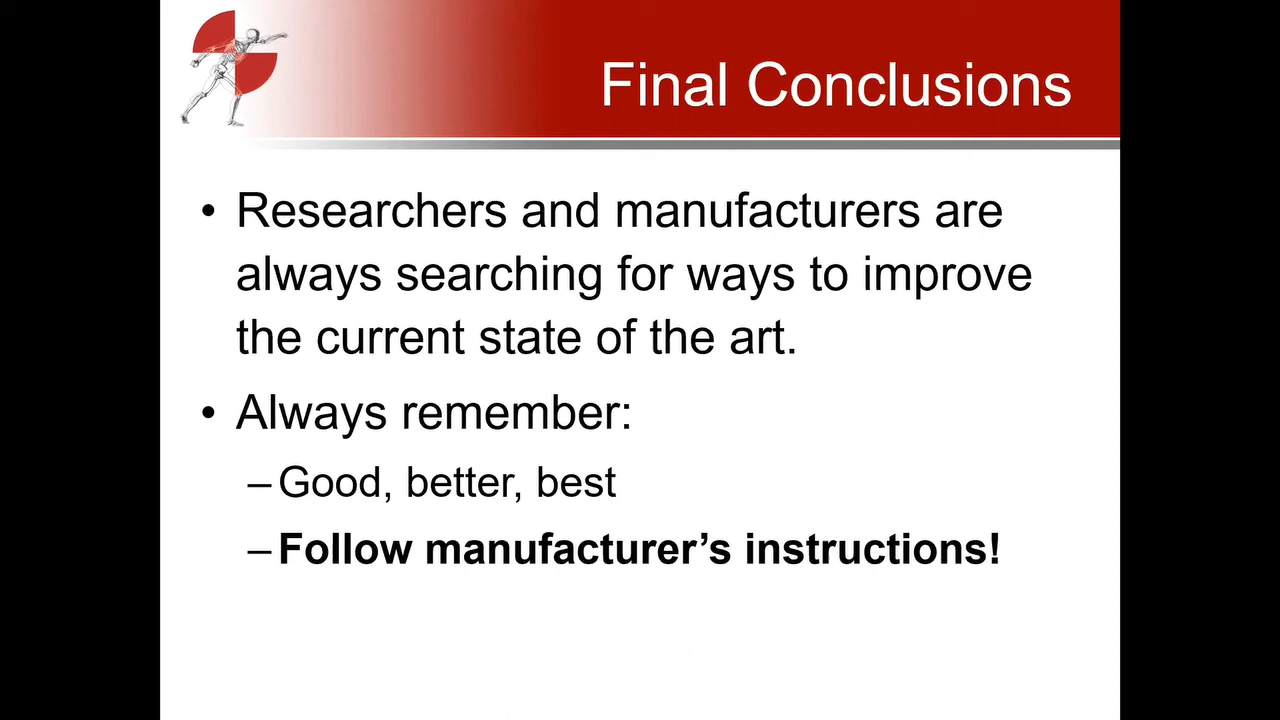 Final Conclusions
• Researchers and manufacturers are
always searching for ways to improve
the current state of the art.
• Always remember:
– Good, better, best
– Follow manufacturer’s instructions!